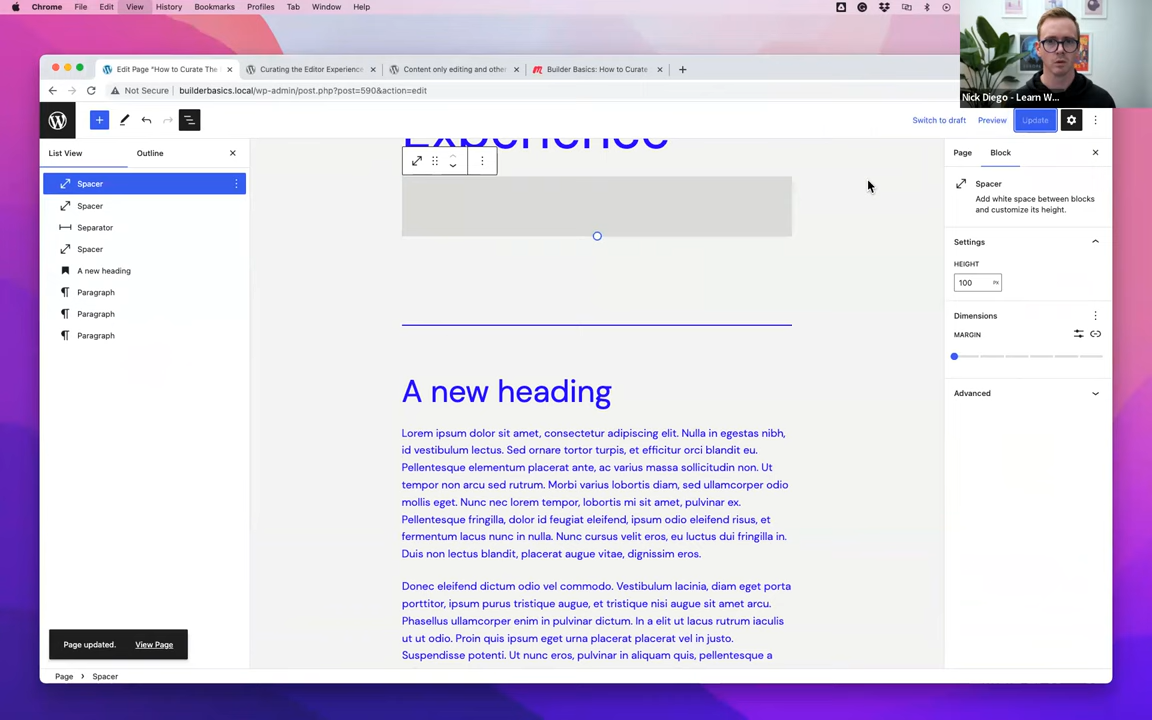 Chrome File Edit View History Bookmarks Profiles Tab Window Help
Edit Page "How to Curate The
Curating the Editor Experience
Content only editing and othe
Builder Basics: How to Curate
Nick Diego - Learn W...
Not Secure builderbasics.local/wp-admin/post.php?post=590&action=edit
Switch to draft Preview Update
List View Outline
Experience
Page Block
Spacer
Spacer
Separator
Spacer
A new heading
Paragraph
Paragraph
Paragraph
Spacer
Add white space between blocks
and customize its height.
Settings
HEIGHT
100 PX
Dimensions
MARGIN
Advanced
A new heading
Lorem ipsum dolor sit amet, consectetur adipiscing elit. Nulla in egestas nibh,
id vestibulum lectus. Sed ornare tortor turpis, et efficitur orci blandit eu.
Pellentesque elementum placerat ante, ac varius massa sollicitudin non. Ut
tempor non arcu sed rutrum. Morbi varius lobortis diam, sed ullamcorper odio
mollis eget. Nunc nec lorem tempor, lobortis mi sit amet, pulvinar ex.
Pellentesque fringilla, dolor id feugiat eleifend, ipsum odio eleifend risus, et
fermentum lacus nunc in nulla. Nunc cursus velit eros, eu luctus dui fringilla in.
Duis non lectus blandit, placerat augue vitae, dignissim eros.
Donec eleifend dictum odio vel commodo. Vestibulum lacinia, diam eget porta
porttitor, ipsum purus tristique augue, et tristique nisi augue sit amet arcu.
Phasellus ullamcorper enim in pulvinar dictum. In a elit ut lacus rutrum iaculis
ut ut odio. Proin quis ipsum eget urna placerat placerat vel in justo.
Suspendisse potenti. Ut nunc eros, pulvinar in aliquam quis, pellentesque a
Page updated. View Page
Page › Spacer